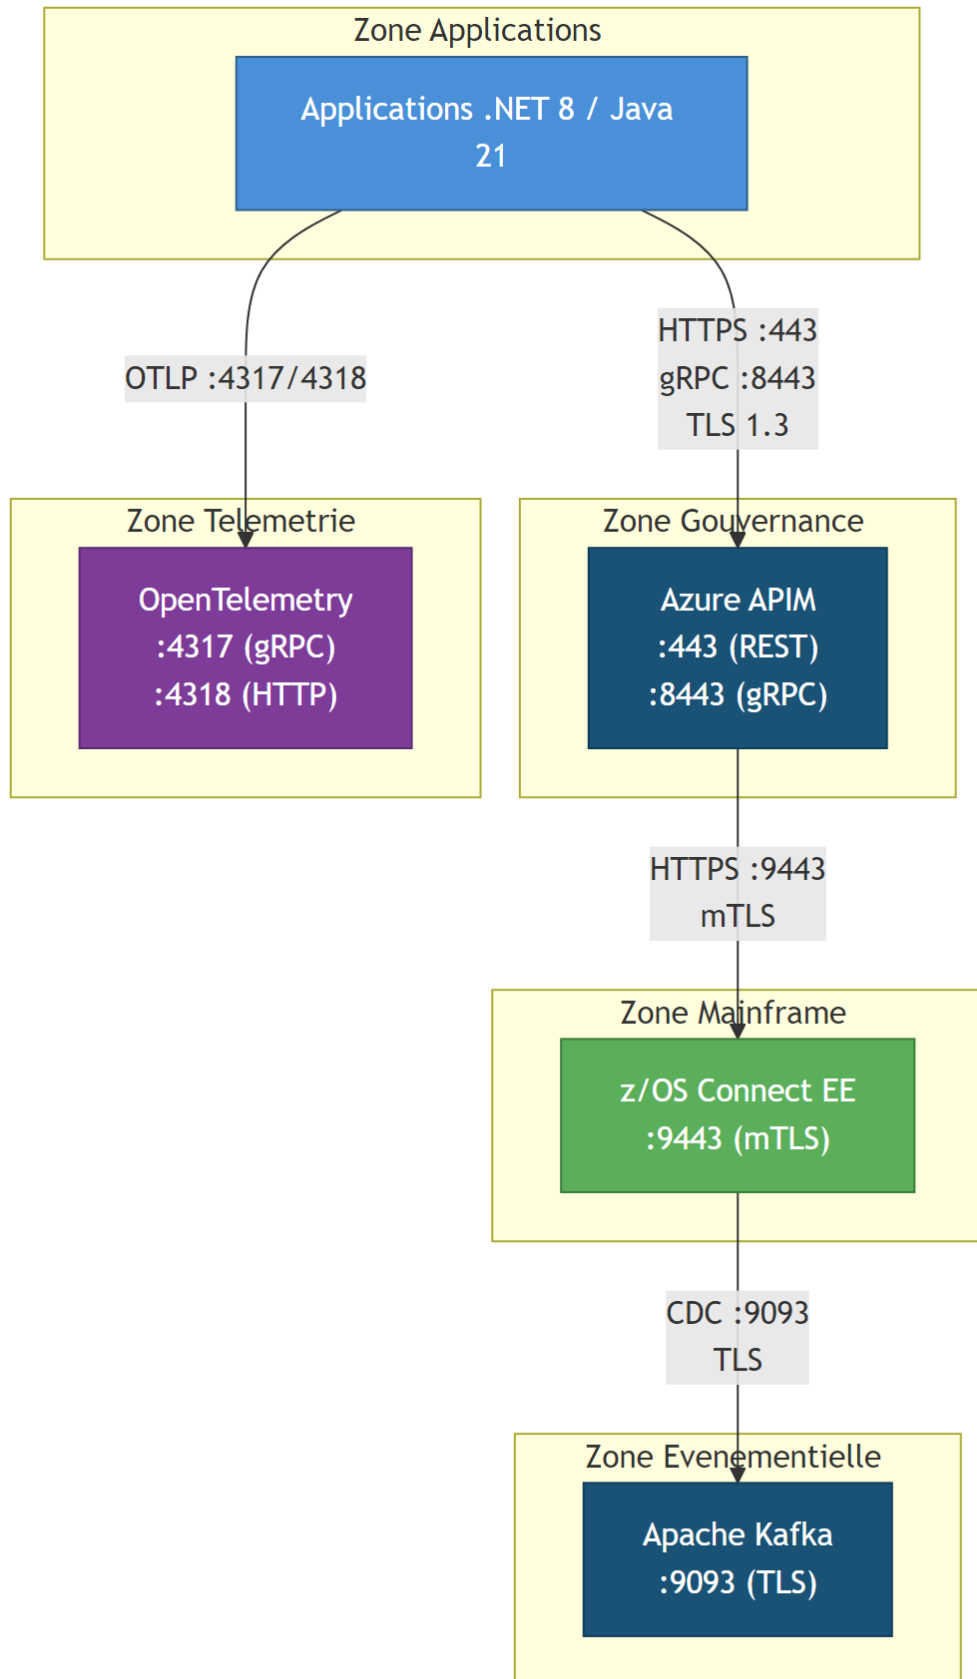 Zone Applications
Applications .NET 8 / Java
21
OTLP :4317/4318
HTTPS :443
gRPC :8443
TLS 1.3
Zone Telemetrie
OpenTelemetry
:4317 (gRPC)
:4318 (HTTP)
Zone Gouvernance
Azure APIM
:443 (REST)
:8443 (gRPC)
HTTPS :9443
mTLS
Zone Mainframe
z/OS Connect EE
:9443 (mTLS)
CDC :9093
TLS
Zone Evenementielle
Apache Kafka
:9093 (TLS)